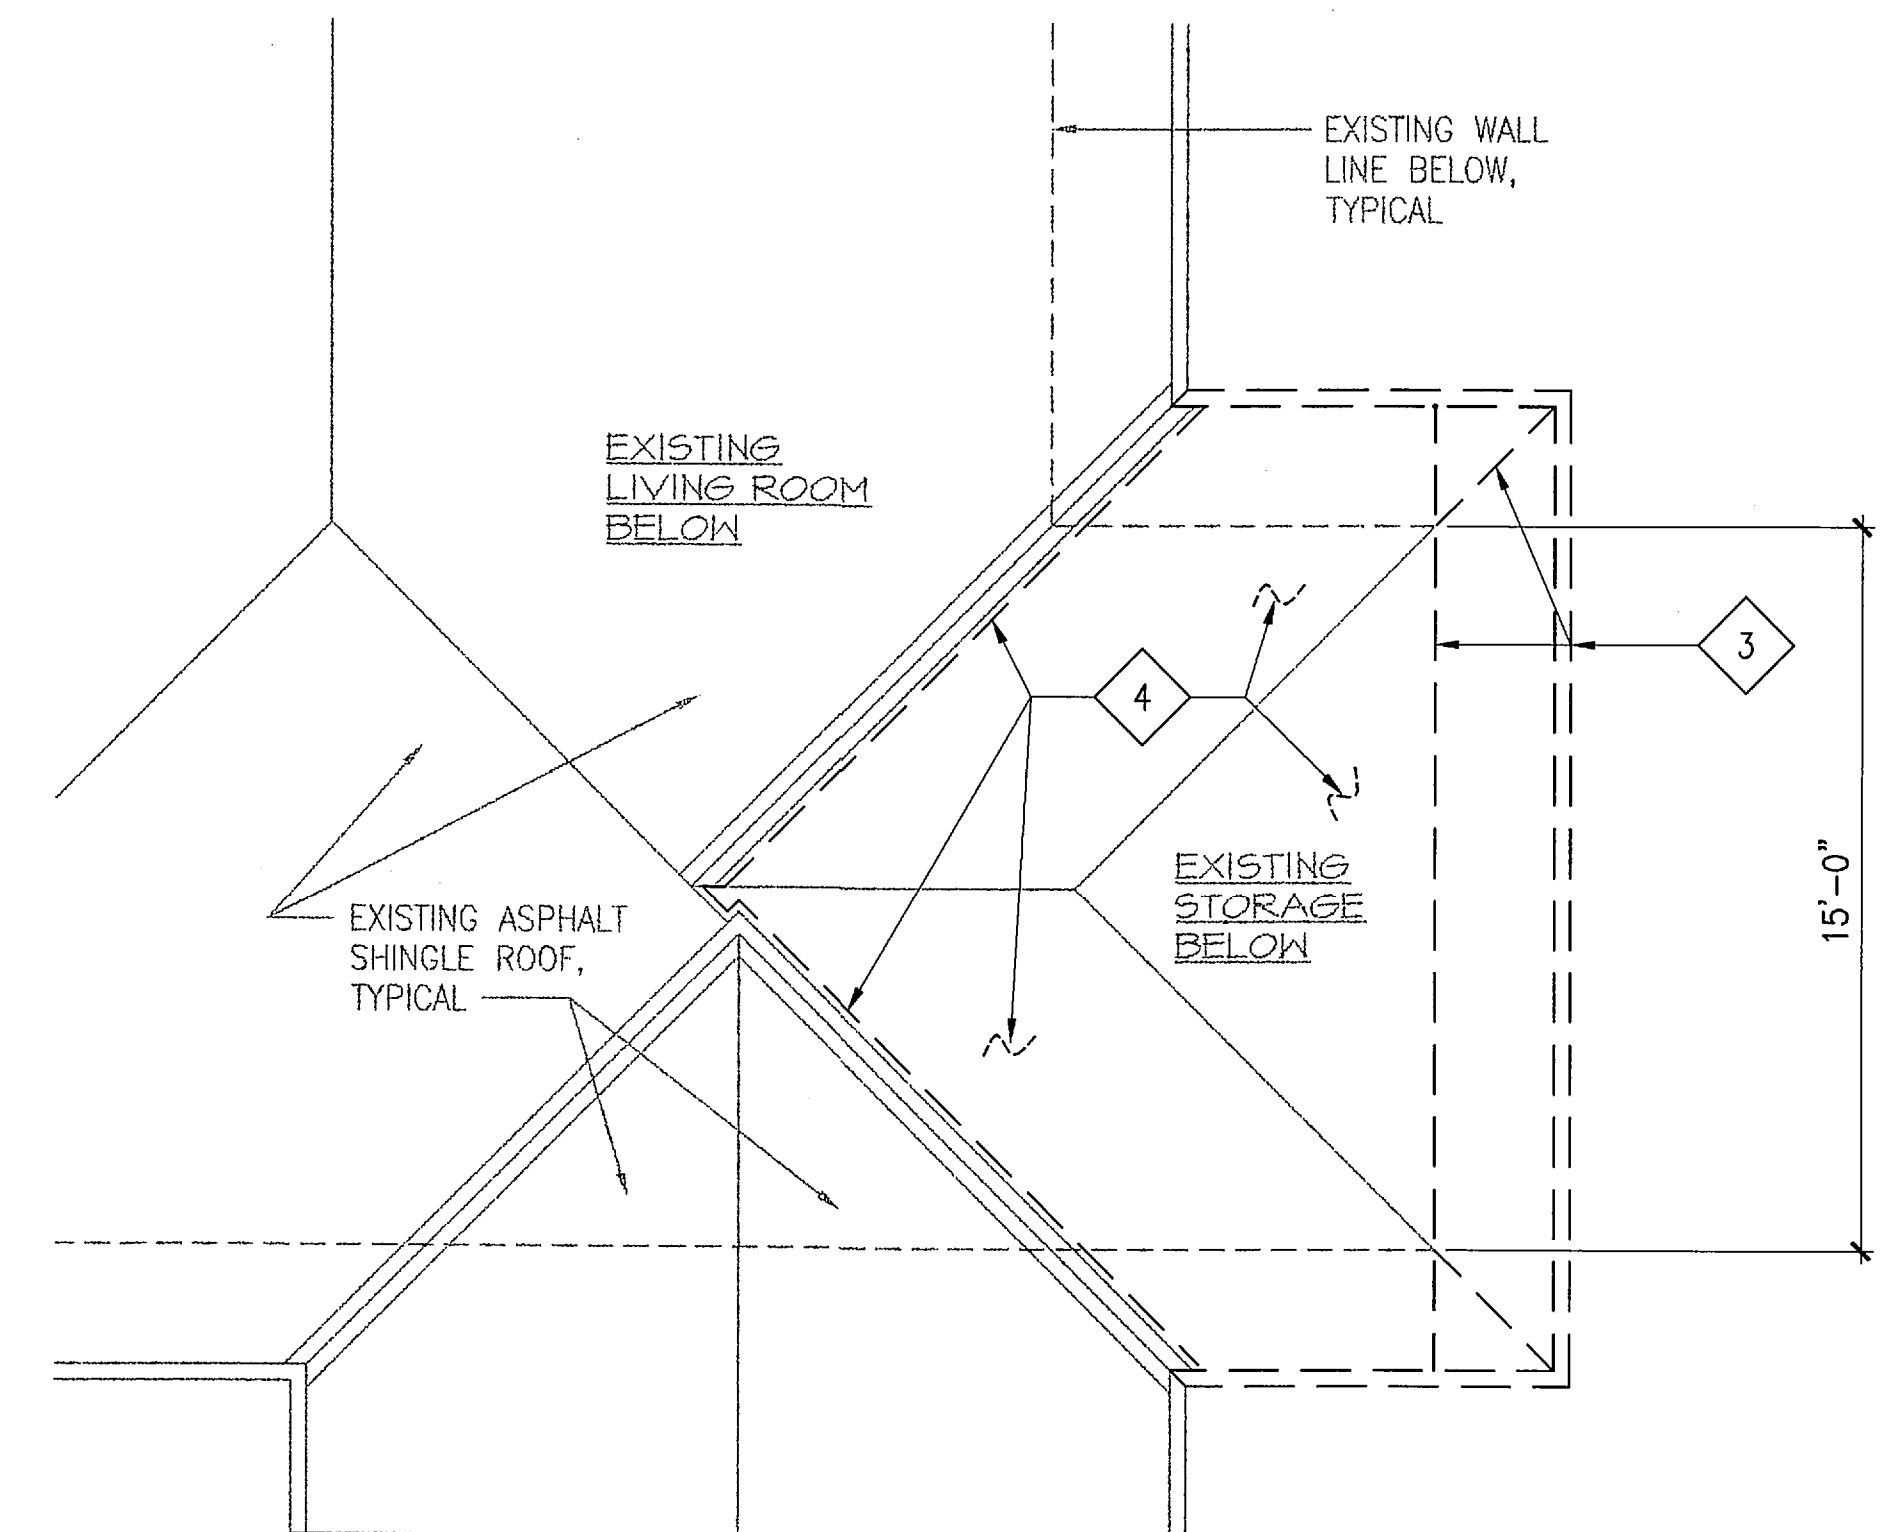 EXISTING WALL
LINE BELOW,
TYPICAL
EXISTING
LIVING ROOM
BELOW
3
4
EXISTING
STORAGE
BELOW
15'-0"
EXISTING ASPHALT
SHINGLE ROOF,
TYPICAL